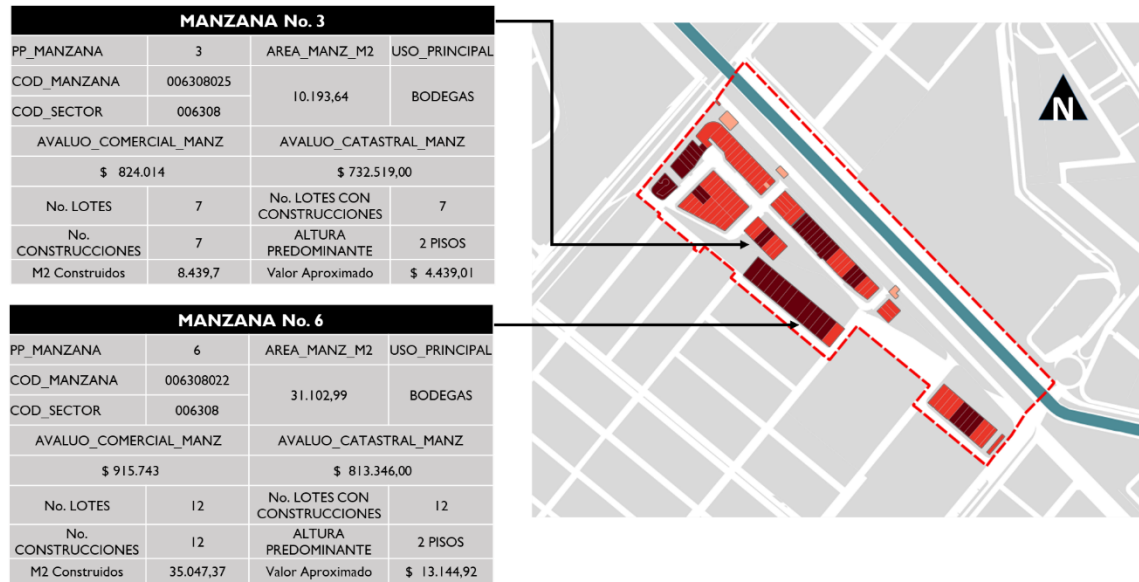 MANZANA No. 3
PP_MANZANA 3 AREA_MANZ_M2 USO_PRINCIPAL
COD_MANZANA 006308025 10.193,64 BODEGAS
COD_SECTOR 006308
AVALUO_COMERCIAL_MANZ AVALUO_CATASTRAL_MANZ
$ 824.014 $ 732.519,00
No. LOTES 7 No. LOTES CON CONSTRUCCIONES 7
No. CONSTRUCCIONES 7 ALTURA PREDOMINANTE 2 PISOS
M2 Construidos 8.439,7 Valor Aproximado $ 4.439,01
MANZANA No. 6
PP_MANZANA 6 AREA_MANZ_M2 USO_PRINCIPAL
COD_MANZANA 006308022 31.102,99 BODEGAS
COD_SECTOR 006308
AVALUO_COMERCIAL_MANZ AVALUO_CATASTRAL_MANZ
$ 915.743 $ 813.346,00
No. LOTES 12 No. LOTES CON CONSTRUCCIONES 12
No. CONSTRUCCIONES 12 ALTURA PREDOMINANTE 2 PISOS
M2 Construidos 35.047,37 Valor Aproximado $ 13.144,92
N